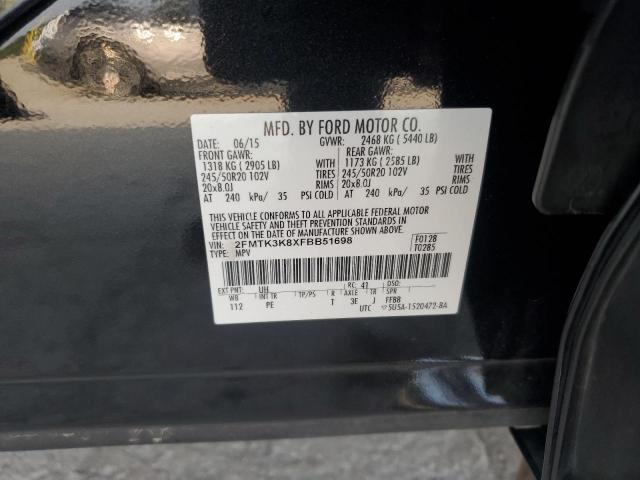 MFD. BY FORD MOTOR CO.
DATE: 06/15 GVWR: 2468 KG ( 5440 LB)
FRONT GAWR: REAR GAWR:
1318 KG ( 2905 LB) WITH 1173 KG ( 2585 LB) WITH
245/50R20 102V TIRES 245/50R20 102V TIRES
20x8.0J RIMS 20x8.0J RIMS
AT 240 kPa/ 35 PSI COLD AT 240 kPa/ 35 PSI COLD
THIS VEHICLE CONFORMS TO ALL APPLICABLE FEDERAL MOTOR
VEHICLE SAFETY AND THEFT PREVENTION STANDARDS IN EFFECT
ON THE DATE OF MANUFACTURE SHOWN ABOVE.
VIN: 2FMTK3K8XFBB51698 F0128
TYPE: MPV T0285
EXT PNT: UH RC: 41 DSO:
WB INT TR TP/PS R AXLE TR SPR
112 PE T 3E J FFBB
UTC ▽5U5A-1520472-BA